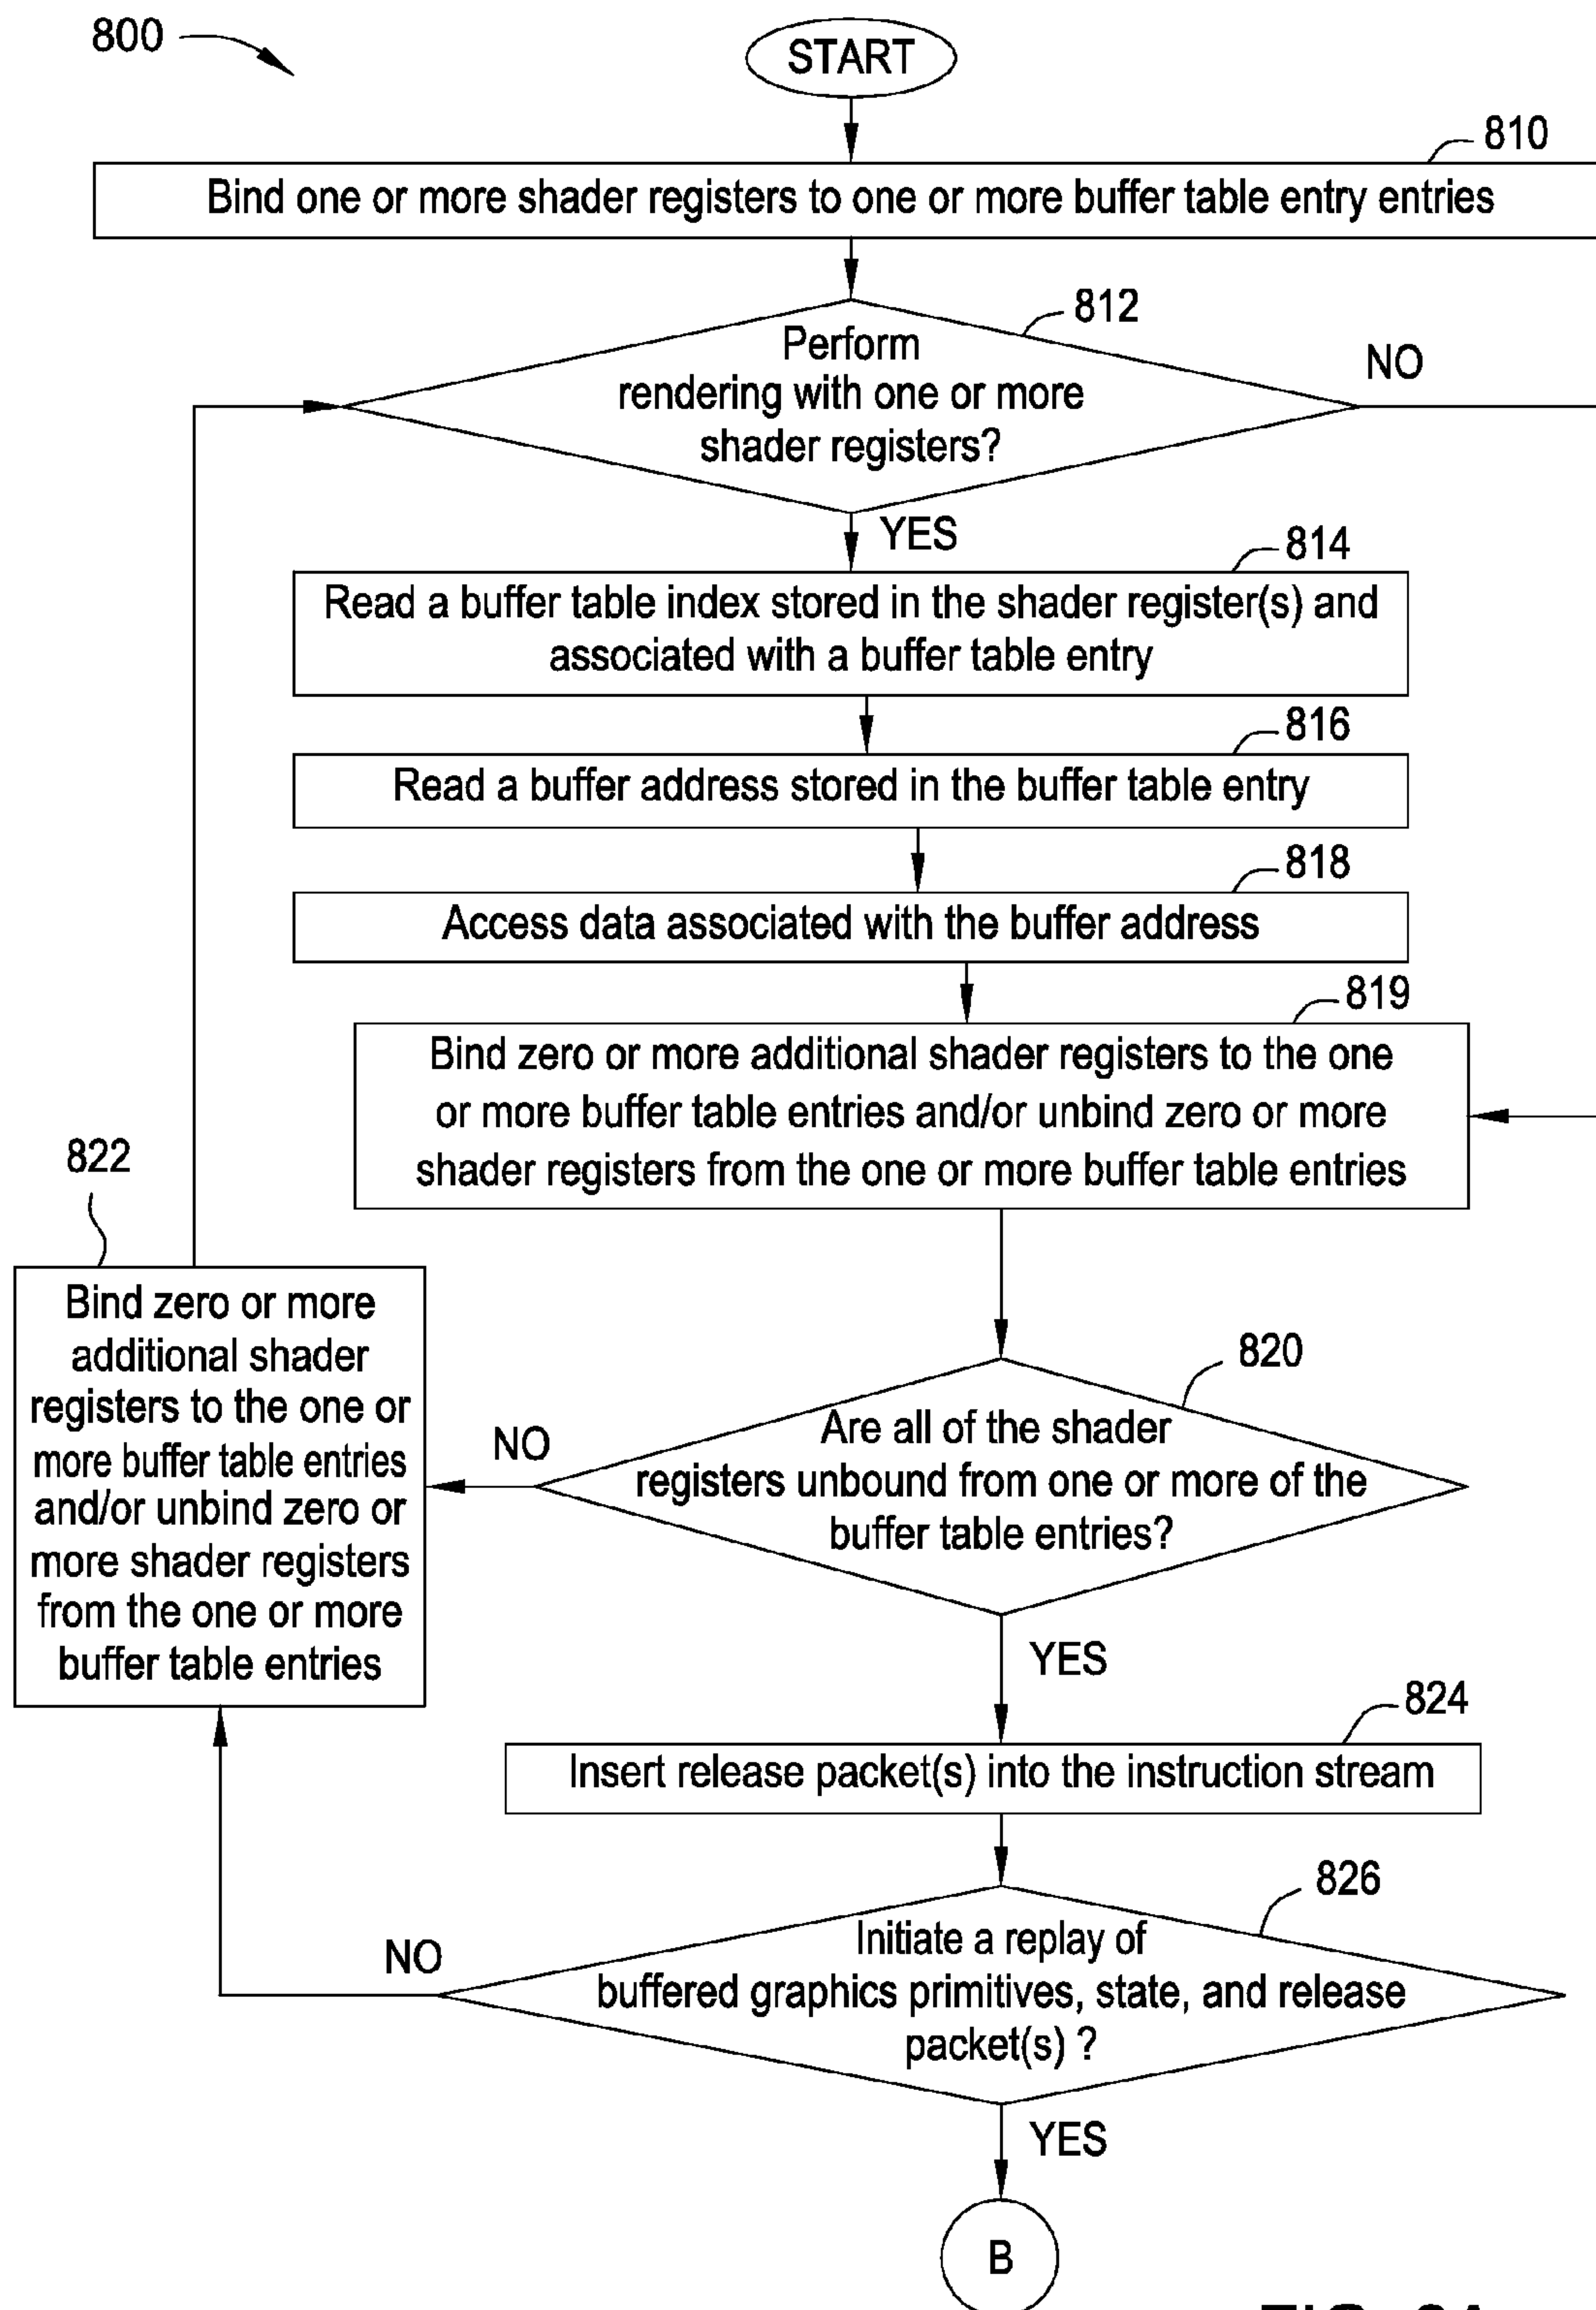 800
START
810
Bind one or more shader registers to one or more buffer table entry entries
812
Perform
rendering with one or more
shader registers?
NO
YES
814
Read a buffer table index stored in the shader register(s) and
associated with a buffer table entry
816
Read a buffer address stored in the buffer table entry
818
Access data associated with the buffer address
819
Bind zero or more additional shader registers to the one
or more buffer table entries and/or unbind zero or more
shader registers from the one or more buffer table entries
822
Bind zero or more
additional shader
registers to the one or
more buffer table entries
and/or unbind zero or
more shader registers
from the one or more
buffer table entries
820
Are all of the shader
registers unbound from one or more of the
buffer table entries?
NO
YES
824
Insert release packet(s) into the instruction stream
826
Initiate a replay of
buffered graphics primitives, state, and release
packet(s) ?
NO
YES
B